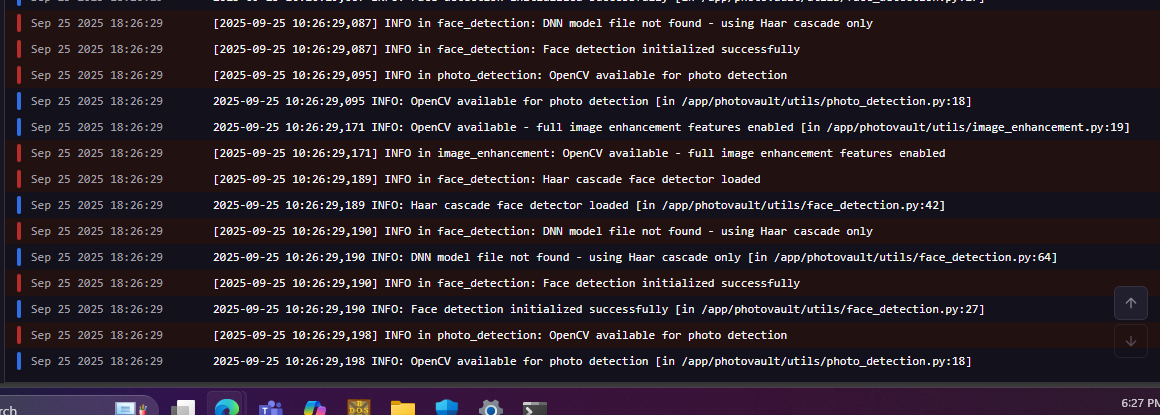 Sep 25 2025 18:26:29 [2025-09-25 10:26:29,087] INFO in face_detection: DNN model file not found - using Haar cascade only
Sep 25 2025 18:26:29 [2025-09-25 10:26:29,087] INFO in face_detection: Face detection initialized successfully
Sep 25 2025 18:26:29 [2025-09-25 10:26:29,095] INFO in photo_detection: OpenCV available for photo detection
Sep 25 2025 18:26:29 2025-09-25 10:26:29,095 INFO: OpenCV available for photo detection [in /app/photovault/utils/photo_detection.py:18]
Sep 25 2025 18:26:29 2025-09-25 10:26:29,171 INFO: OpenCV available - full image enhancement features enabled [in /app/photovault/utils/image_enhancement.py:19]
Sep 25 2025 18:26:29 [2025-09-25 10:26:29,171] INFO in image_enhancement: OpenCV available - full image enhancement features enabled
Sep 25 2025 18:26:29 [2025-09-25 10:26:29,189] INFO in face_detection: Haar cascade face detector loaded
Sep 25 2025 18:26:29 2025-09-25 10:26:29,189 INFO: Haar cascade face detector loaded [in /app/photovault/utils/face_detection.py:42]
Sep 25 2025 18:26:29 [2025-09-25 10:26:29,190] INFO in face_detection: DNN model file not found - using Haar cascade only
Sep 25 2025 18:26:29 2025-09-25 10:26:29,190 INFO: DNN model file not found - using Haar cascade only [in /app/photovault/utils/face_detection.py:64]
Sep 25 2025 18:26:29 [2025-09-25 10:26:29,190] INFO in face_detection: Face detection initialized successfully
Sep 25 2025 18:26:29 2025-09-25 10:26:29,190 INFO: Face detection initialized successfully [in /app/photovault/utils/face_detection.py:27]
Sep 25 2025 18:26:29 [2025-09-25 10:26:29,198] INFO in photo_detection: OpenCV available for photo detection
Sep 25 2025 18:26:29 2025-09-25 10:26:29,198 INFO: OpenCV available for photo detection [in /app/photovault/utils/photo_detection.py:18]
rch DOS 6:27 PM